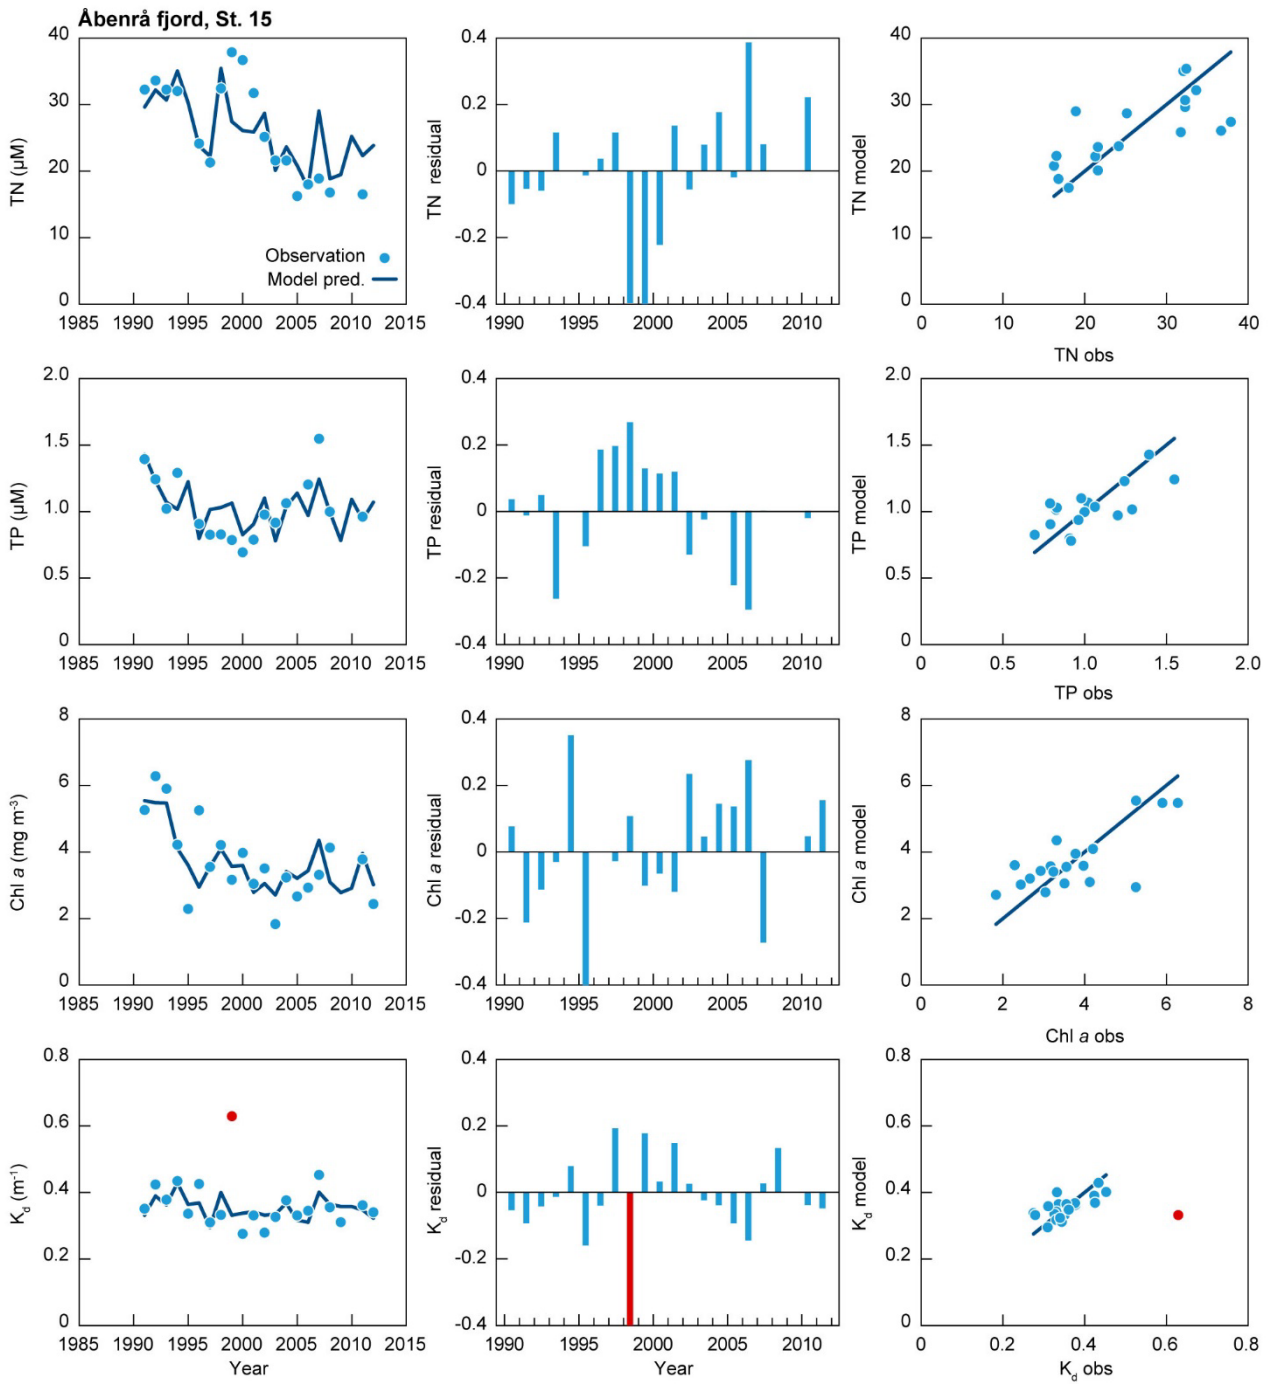 Åbenrå fjord, St. 15
40
30
20
10
0
TN (µM)
Observation
Model pred.
1985 1990 1995 2000 2005 2010 2015
0.4
0.2
0
-0.2
-0.4
TN residual
1990 1995 2000 2005 2010
40
30
20
10
0
TN model
0 10 20 30 40
TN obs
2.0
1.5
1.0
0.5
0
TP (µM)
1985 1990 1995 2000 2005 2010 2015
0.4
0.2
0
-0.2
-0.4
TP residual
1990 1995 2000 2005 2010
2.0
1.5
1.0
0.5
0
TP model
0 0.5 1.0 1.5 2.0
TP obs
8
6
4
2
0
Chl a (mg m⁻³)
1985 1990 1995 2000 2005 2010 2015
0.4
0.2
0
-0.2
-0.4
Chl a residual
1990 1995 2000 2005 2010
8
6
4
2
0
Chl a model
0 2 4 6 8
Chl a obs
0.8
0.6
0.4
0.2
0
K_d (m⁻¹)
1985 1990 1995 2000 2005 2010 2015
Year
0.4
0.2
0
-0.2
-0.4
K_d residual
1990 1995 2000 2005 2010
Year
0.8
0.6
0.4
0.2
0
K_d model
0 0.2 0.4 0.6 0.8
K_d obs